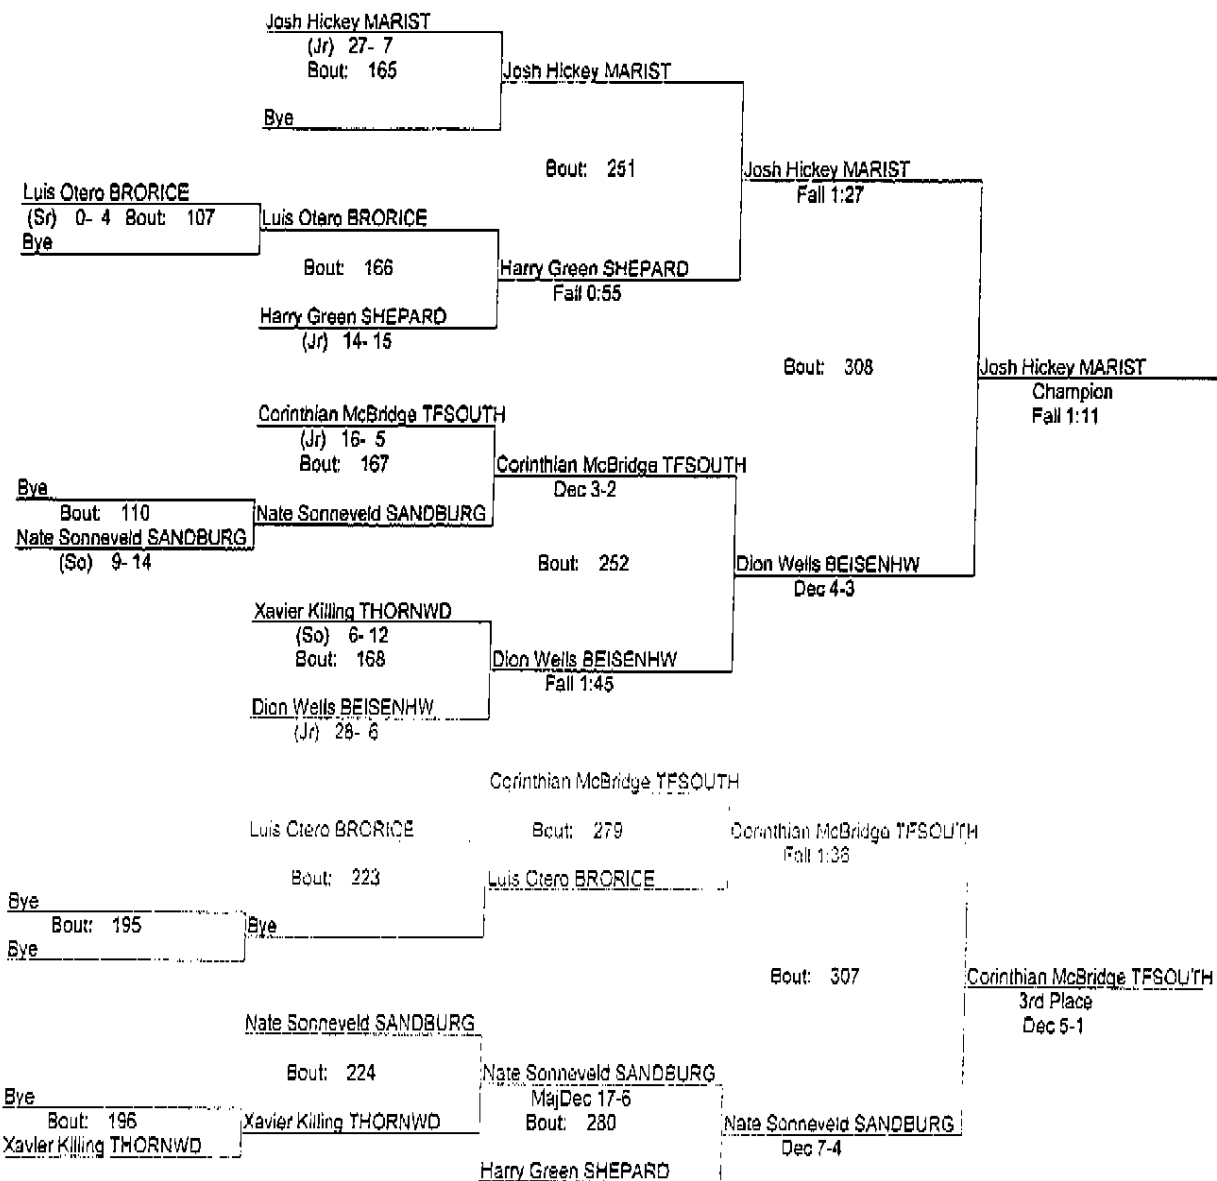 Josh Hickey MARIST
(Jr) 27- 7
Bout: 165
Josh Hickey MARIST
Bye
Bout: 251
Josh Hickey MARIST
Fall 1:27
Luis Otero BRORICE
(Sr) 0- 4 Bout: 107
Luis Otero BRORICE
Bye
Bout: 166
Harry Green SHEPARD
Fall 0:55
Harry Green SHEPARD
(Jr) 14- 15
Bout: 308
Josh Hickey MARIST
Champion
Fall 1:11
Corinthian McBridge TFSOUTH
(Jr) 16- 5
Bout: 167
Corinthian McBridge TFSOUTH
Dec 3-2
Bye
Bout: 110
Nate Sonneveld SANDBURG
Nate Sonneveld SANDBURG
(So) 9- 14
Bout: 252
Dion Wells BEISENHW
Dec 4-3
Xavier Killing THORNWD
(So) 6- 12
Bout: 168
Dion Wells BEISENHW
Fall 1:45
Dion Wells BEISENHW
(Jr) 28- 6
Corinthian McBridge TFSOUTH
Luis Otero BRORICE
Bout: 279
Corinthian McBridge TFSOUTH
Fall 1:36
Bout: 223
Luis Otero BRORICE
Bye
Bout: 195
Bye
Bye
Bout: 307
Corinthian McBridge TFSOUTH
3rd Place
Dec 5-1
Nate Sonneveld SANDBURG
Bout: 224
Nate Sonneveld SANDBURG
MajDec 17-6
Bye
Bout: 196
Xavier Killing THORNWD
Bout: 280
Nate Sonneveld SANDBURG
Dec 7-4
Xavier Killing THORNWD
Harry Green SHEPARD